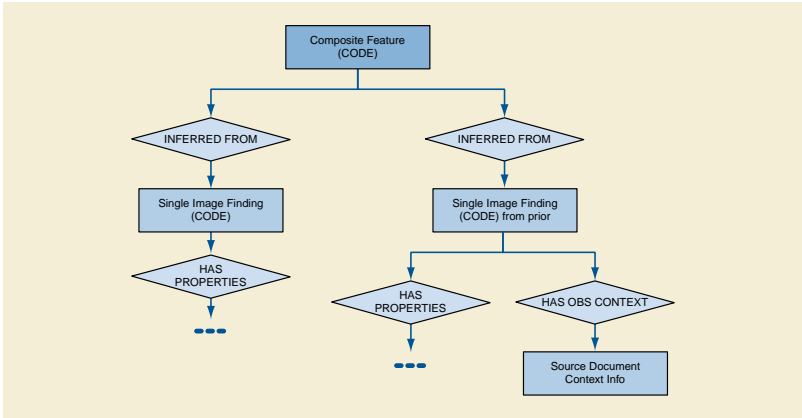 Composite Feature
(CODE)
INFERRED FROM
INFERRED FROM
Single Image Finding
(CODE)
Single Image Finding
(CODE) from prior
HAS
PROPERTIES
HAS
PROPERTIES
HAS OBS CONTEXT
Source Document
Context Info